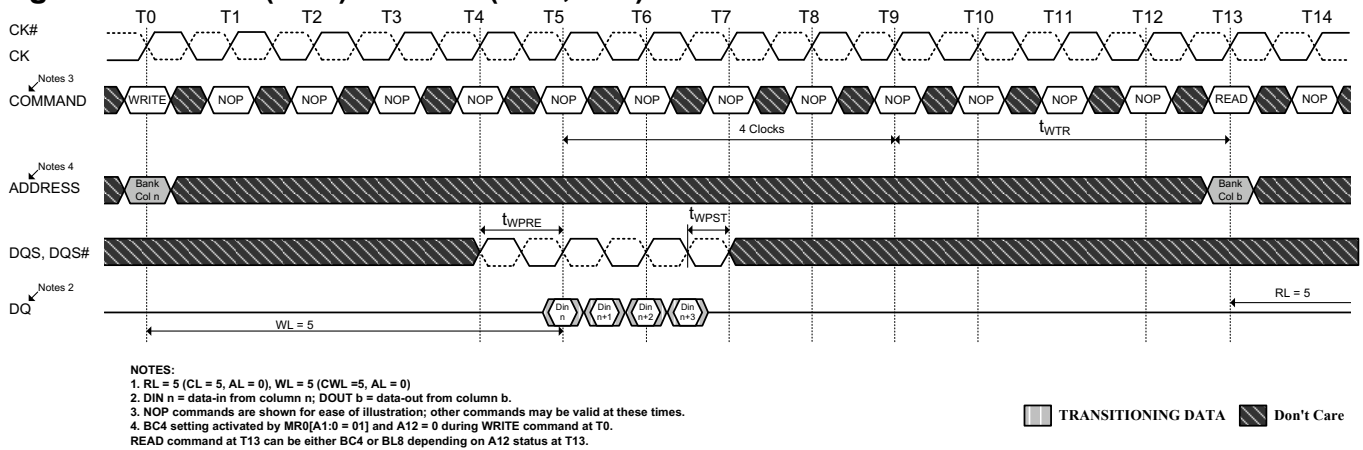 T0 T1 T2 T3 T4 T5 T6 T7 T8 T9 T10 T11 T12 T13 T14
CK#
CK
Notes 3
COMMAND
WRITE NOP NOP NOP NOP NOP NOP NOP NOP NOP NOP NOP NOP READ NOP
4 Clocks
tWTR
Notes 4
ADDRESS
Bank
Col n
Bank
Col b
tWPRE
tWPST
DQS, DQS#
Notes 2
DQ
Din
n
Din
n+1
Din
n+2
Din
n+3
RL = 5
WL = 5
NOTES:
1. RL = 5 (CL = 5, AL = 0), WL = 5 (CWL =5, AL = 0)
2. DIN n = data-in from column n; DOUT b = data-out from column b.
3. NOP commands are shown for ease of illustration; other commands may be valid at these times.
4. BC4 setting activated by MR0[A1:0 = 01] and A12 = 0 during WRITE command at T0.
READ command at T13 can be either BC4 or BL8 depending on A12 status at T13.
TRANSITIONING DATA
Don't Care